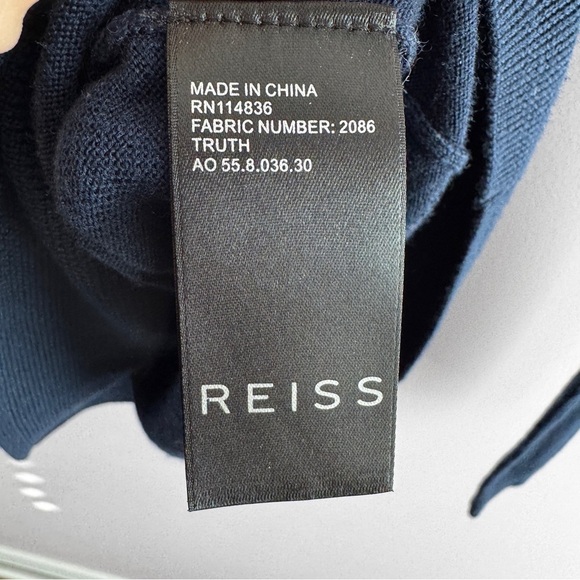 MADE IN CHINA
RN114836
FABRIC NUMBER: 2086
TRUTH
AO 55.8.036.30
REISS